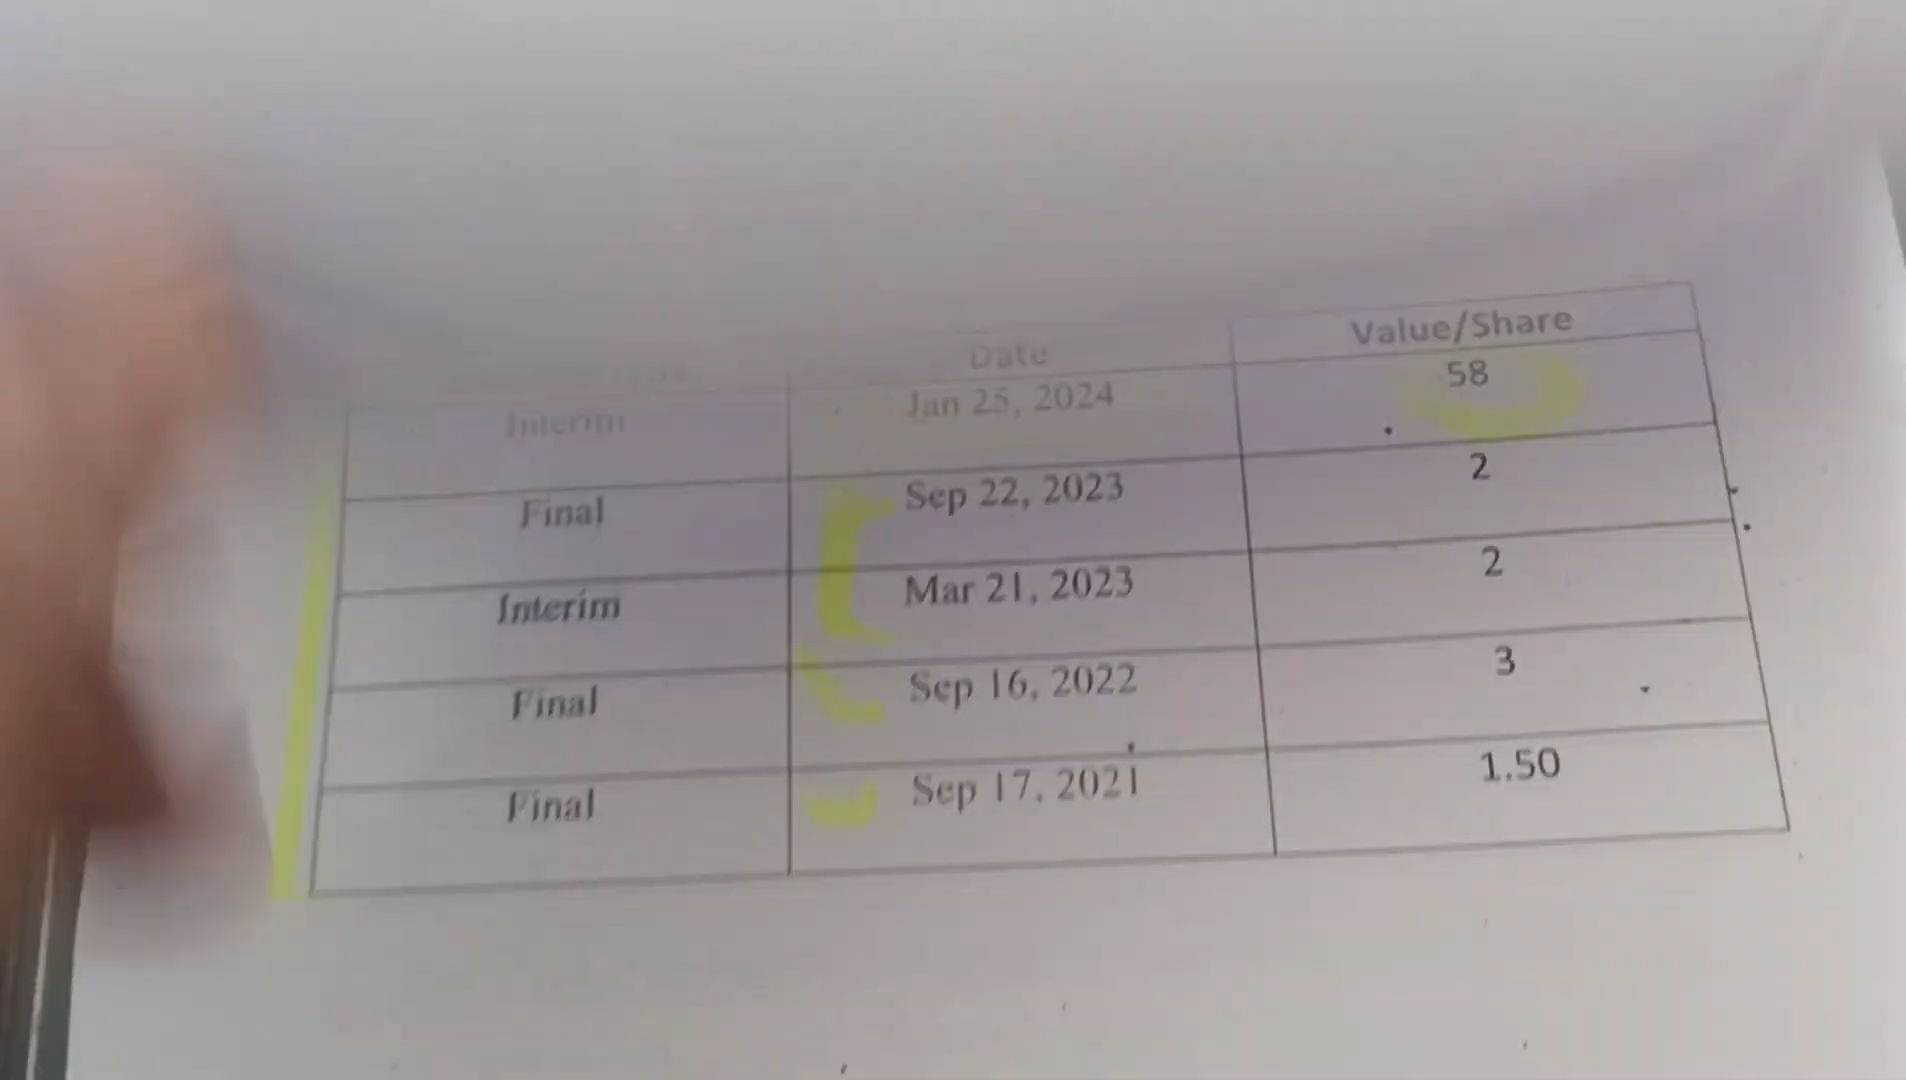 Date Value/Share
Interim Jan 25, 2024 58
Final Sep 22, 2023 2
Interim Mar 21, 2023 2
Final Sep 16, 2022 3
Final Sep 17, 2021 1.50